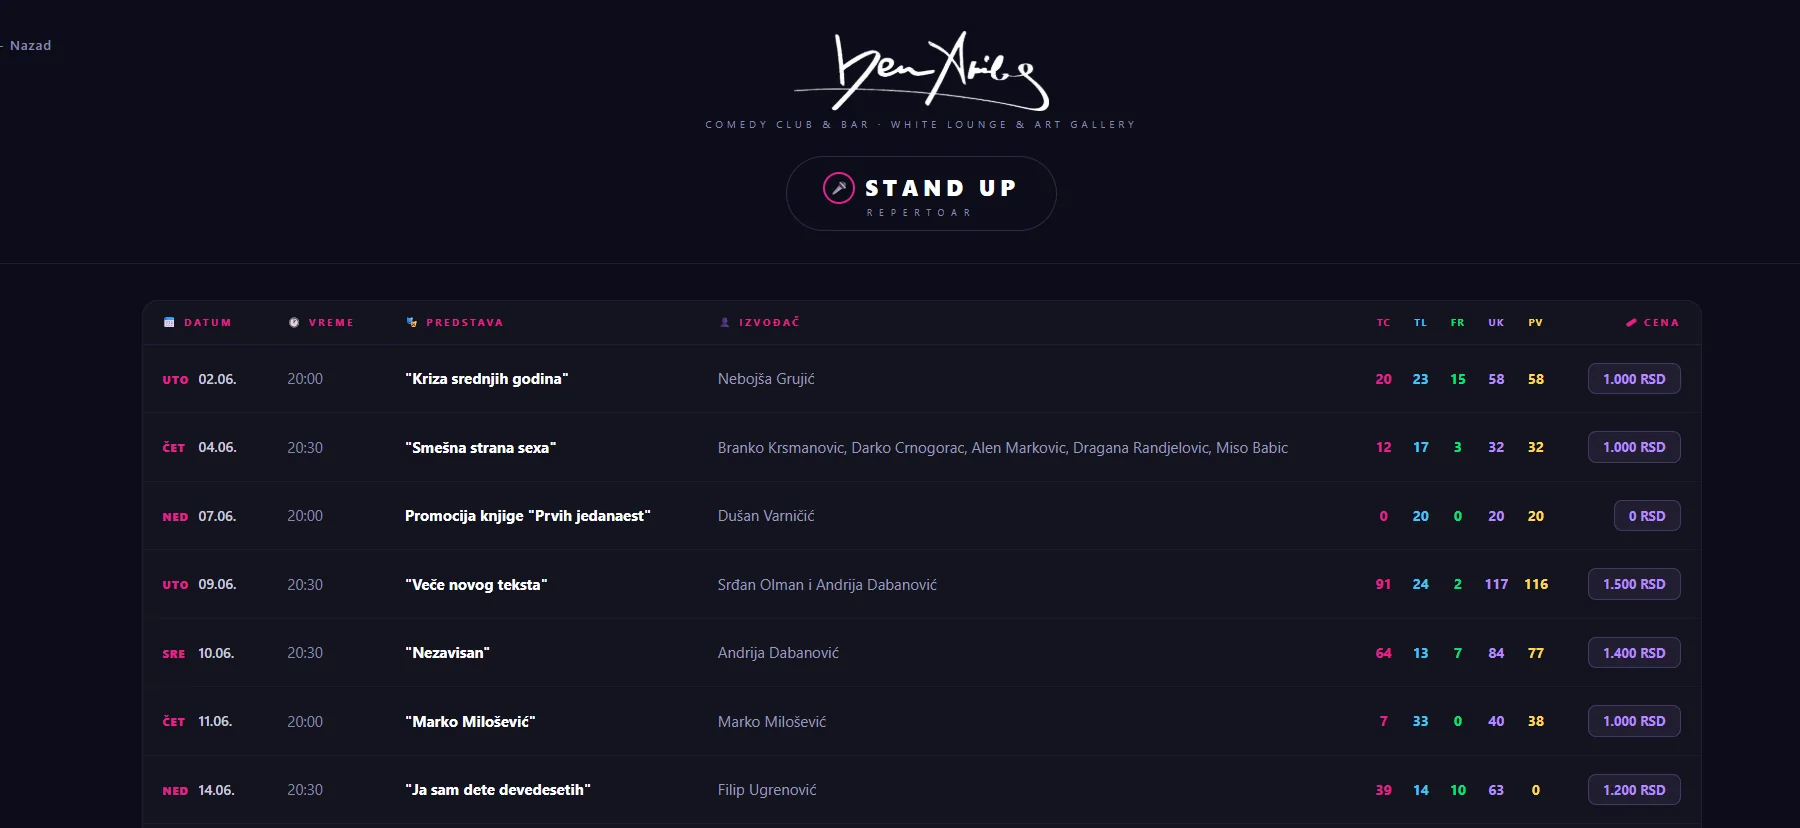 - Nazad
Ben Akiba
COMEDY CLUB & BAR · WHITE LOUNGE & ART GALLERY
STAND UP
REPERTOAR
DATUM VREME PREDSTAVA IZVOĐAČ TC TL FR UK PV CENA
UTO 02.06. 20:00 "Kriza srednjih godina" Nebojša Grujić 20 23 15 58 58 1.000 RSD
ČET 04.06. 20:30 "Smešna strana sexa" Branko Krsmanovic, Darko Crnogorac, Alen Markovic, Dragana Randjelovic, Miso Babic 12 17 3 32 32 1.000 RSD
NED 07.06. 20:00 Promocija knjige "Prvih jedanaest" Dušan Varničić 0 20 0 20 20 0 RSD
UTO 09.06. 20:30 "Veče novog teksta" Srđan Olman i Andrija Dabanović 91 24 2 117 116 1.500 RSD
SRE 10.06. 20:30 "Nezavisan" Andrija Dabanović 64 13 7 84 77 1.400 RSD
ČET 11.06. 20:00 "Marko Milošević" Marko Milošević 7 33 0 40 38 1.000 RSD
NED 14.06. 20:30 "Ja sam dete devedesetih" Filip Ugrenović 39 14 10 63 0 1.200 RSD